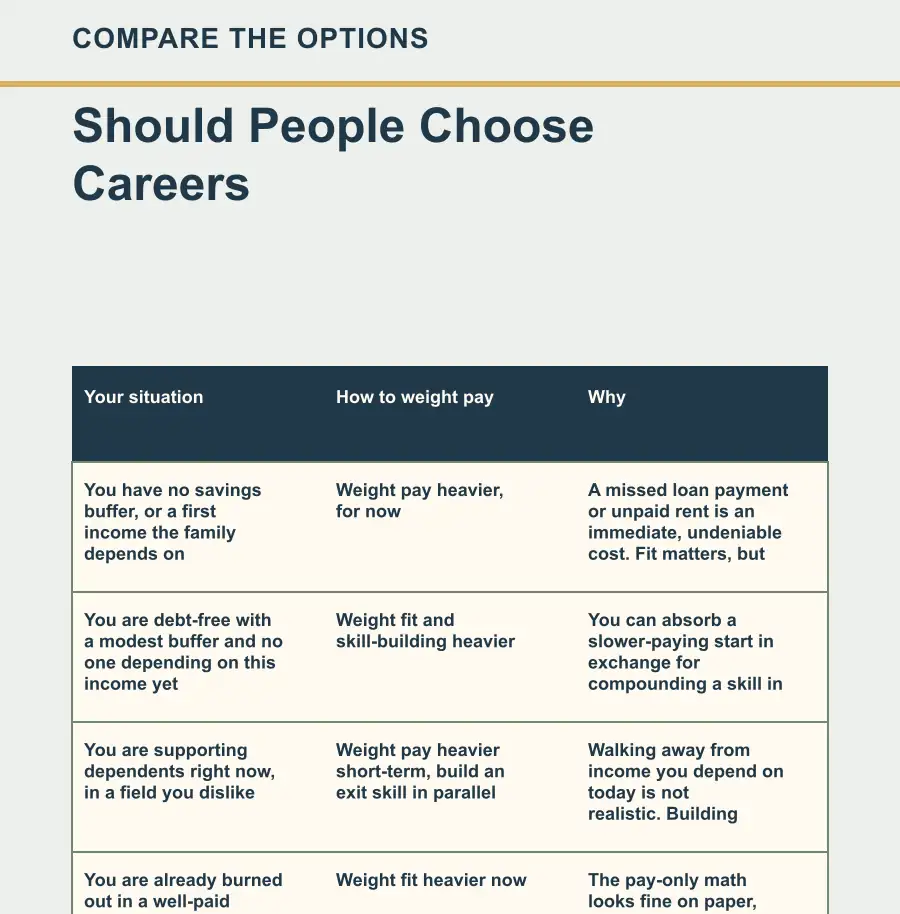 COMPARE THE OPTIONS
Should People Choose
Careers
Your situation
How to weight pay
Why
You have no savings
buffer, or a first
income the family
depends on
Weight pay heavier,
for now
A missed loan payment
or unpaid rent is an
immediate, undeniable
cost. Fit matters, but
You are debt-free with
a modest buffer and no
one depending on this
income yet
Weight fit and
skill-building heavier
You can absorb a
slower-paying start in
exchange for
compounding a skill in
You are supporting
dependents right now,
in a field you dislike
Weight pay heavier
short-term, build an
exit skill in parallel
Walking away from
income you depend on
today is not
realistic. Building
You are already burned
out in a well-paid
Weight fit heavier now
The pay-only math
looks fine on paper,